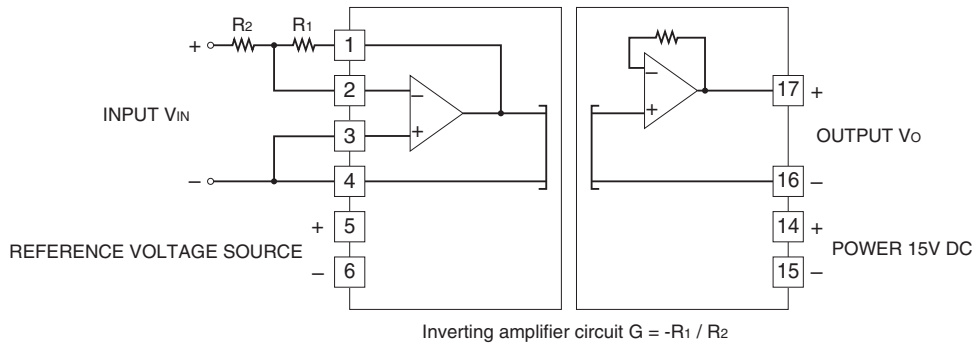 R2 R1
+ 1 17 +
2 −
INPUT VIN
3 +
− 4
+ 5
REFERENCE VOLTAGE SOURCE
− 6
−
+
OUTPUT VO
16 −
14 +
POWER 15V DC
15 −
Inverting amplifier circuit G = -R1 / R2